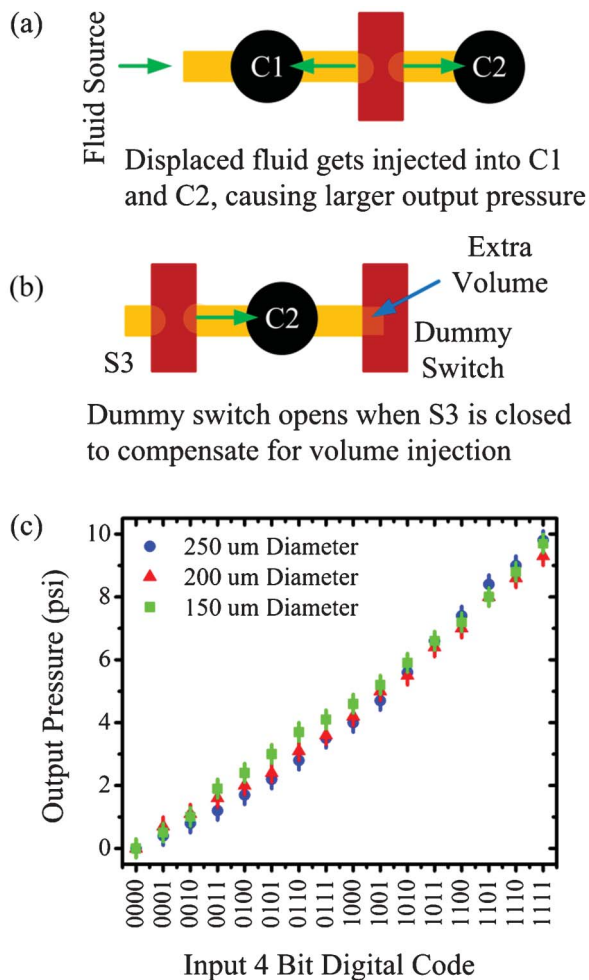 (a)
Fluid Source
C1
C2
Displaced fluid gets injected into C1
and C2, causing larger output pressure
(b)
Extra
Volume
C2
S3
Dummy
Switch
Dummy switch opens when S3 is closed
to compensate for volume injection
(c)
250 um Diameter
200 um Diameter
150 um Diameter
Output Pressure (psi)
10
8
6
4
2
0
0000
0001
0010
0011
0100
0101
0110
0111
1000
1001
1010
1011
1100
1101
1110
1111
Input 4 Bit Digital Code